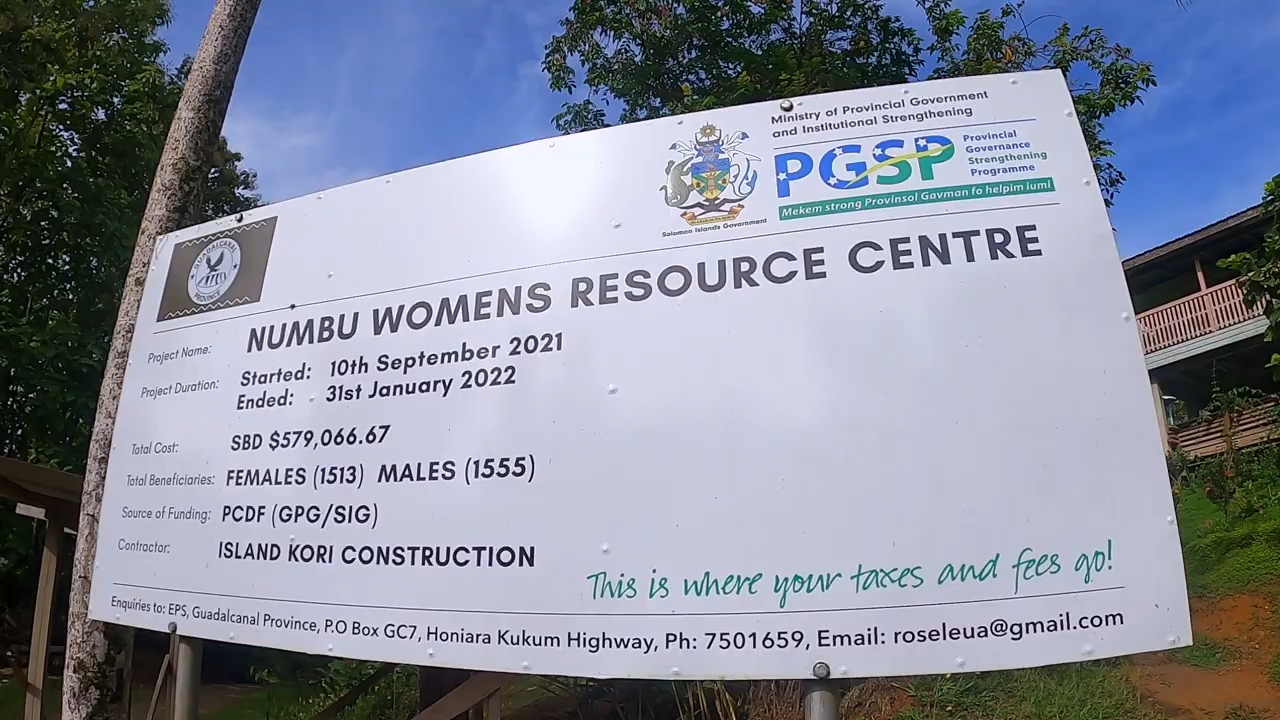 Ministry of Provincial Government
and Institutional Strengthening
PGSP
Provincial
Governance
Strengthening
Programme
Mekem strong Provinsol Gavman fo helpim iumi
Solomon Islands Government
GUADALCANAL
PROVINCE
Project Name: NUMBU WOMENS RESOURCE CENTRE
Project Duration: Started: 10th September 2021
Ended: 31st January 2022
Total Cost: SBD $579,066.67
Total Beneficiaries: FEMALES (1513) MALES (1555)
Source of Funding: PCDF (GPG/SIG)
Contractor: ISLAND KORI CONSTRUCTION
This is where your taxes and fees go!
Enquiries to: EPS, Guadalcanal Province, P.O Box GC7, Honiara Kukum Highway, Ph: 7501659, Email: roseleua@gmail.com